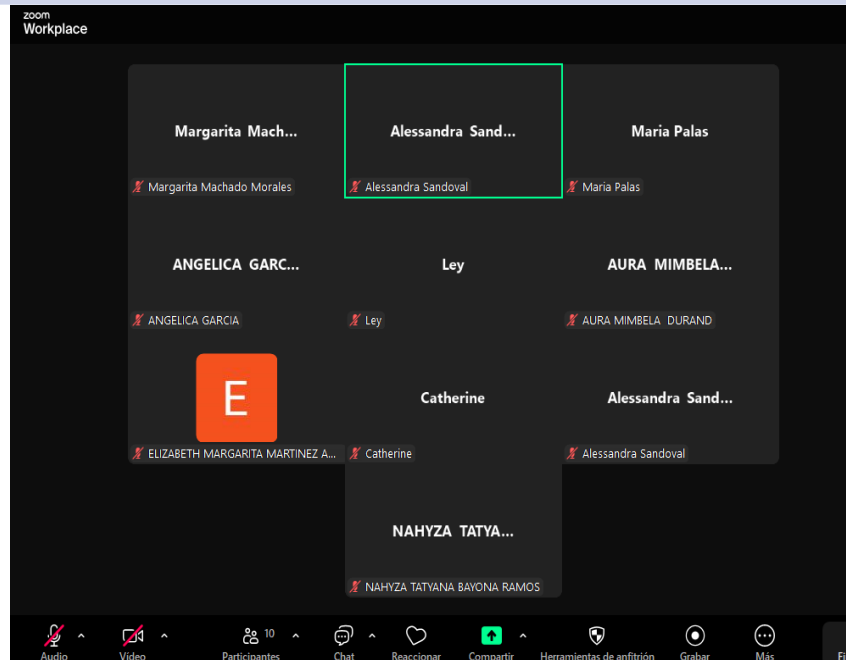 zoom
Workplace
Margarita Mach...
Alessandra Sand...
Maria Palas
Margarita Machado Morales
Alessandra Sandoval
Maria Palas
ANGELICA GARC...
Ley
AURA MIMBELA...
ANGELICA GARCIA
Ley
AURA MIMBELA DURAND
E
Catherine
Alessandra Sand...
ELIZABETH MARGARITA MARTINEZ A...
Catherine
Alessandra Sandoval
NAHYZA TATYA...
NAHYZA TATYANA BAYONA RAMOS
10
Audio
Vídeo
Participantes
Chat
Reaccionar
Compartir
Herramientas de anfitrión
Grabar
Más